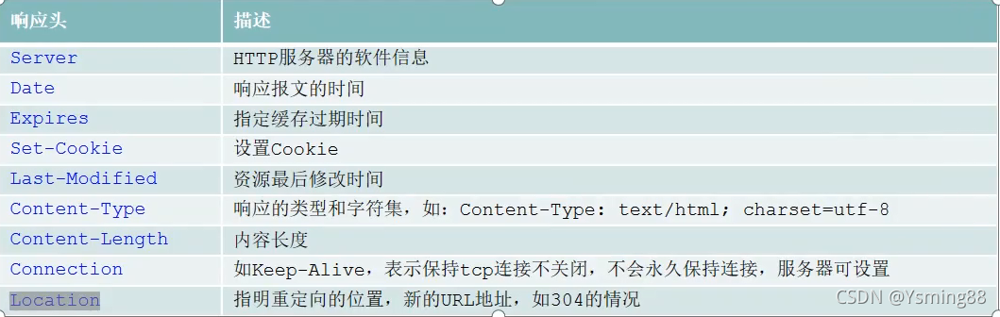 响应头 描述
Server HTTP服务器的软件信息
Date 响应报文的时间
Expires 指定缓存过期时间
Set-Cookie 设置Cookie
Last-Modified 资源最后修改时间
Content-Type 响应的类型和字符集，如：Content-Type: text/html; charset=utf-8
Content-Length 内容长度
Connection 如Keep-Alive，表示保持tcp连接不关闭，不会永久保持连接，服务器可设置
Location 指明重定向的位置，新的URL地址，如304的情况
CSDN @Ysming88